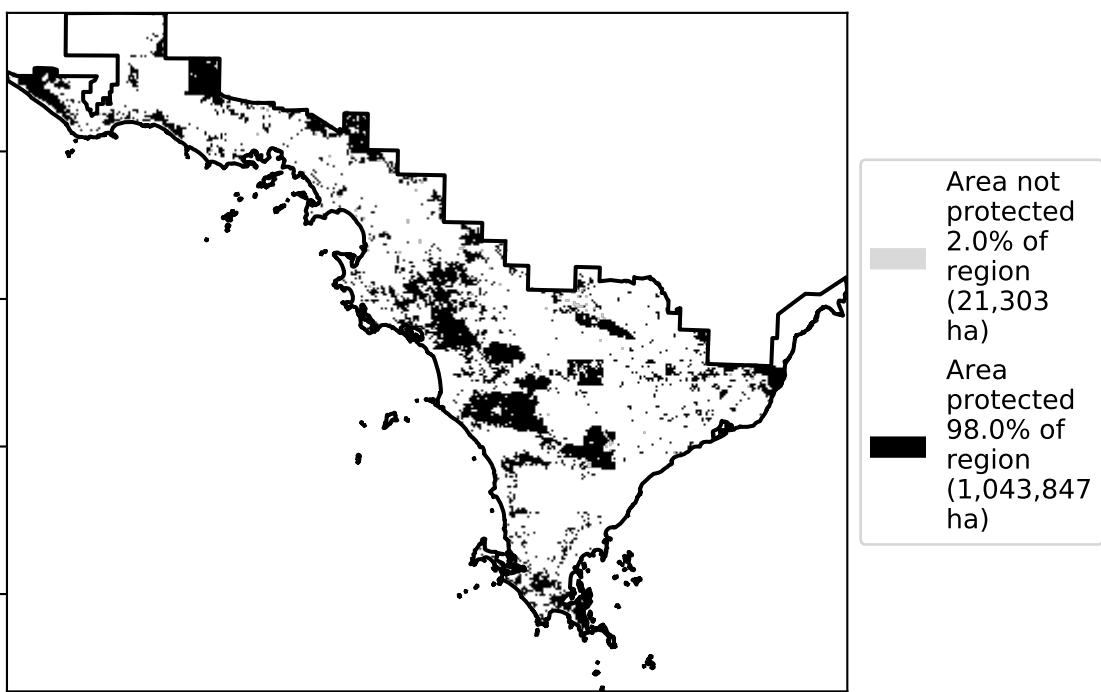 Area not
protected
2.0% of
region
(21,303
ha)
Area
protected
98.0% of
region
(1,043,847
ha)